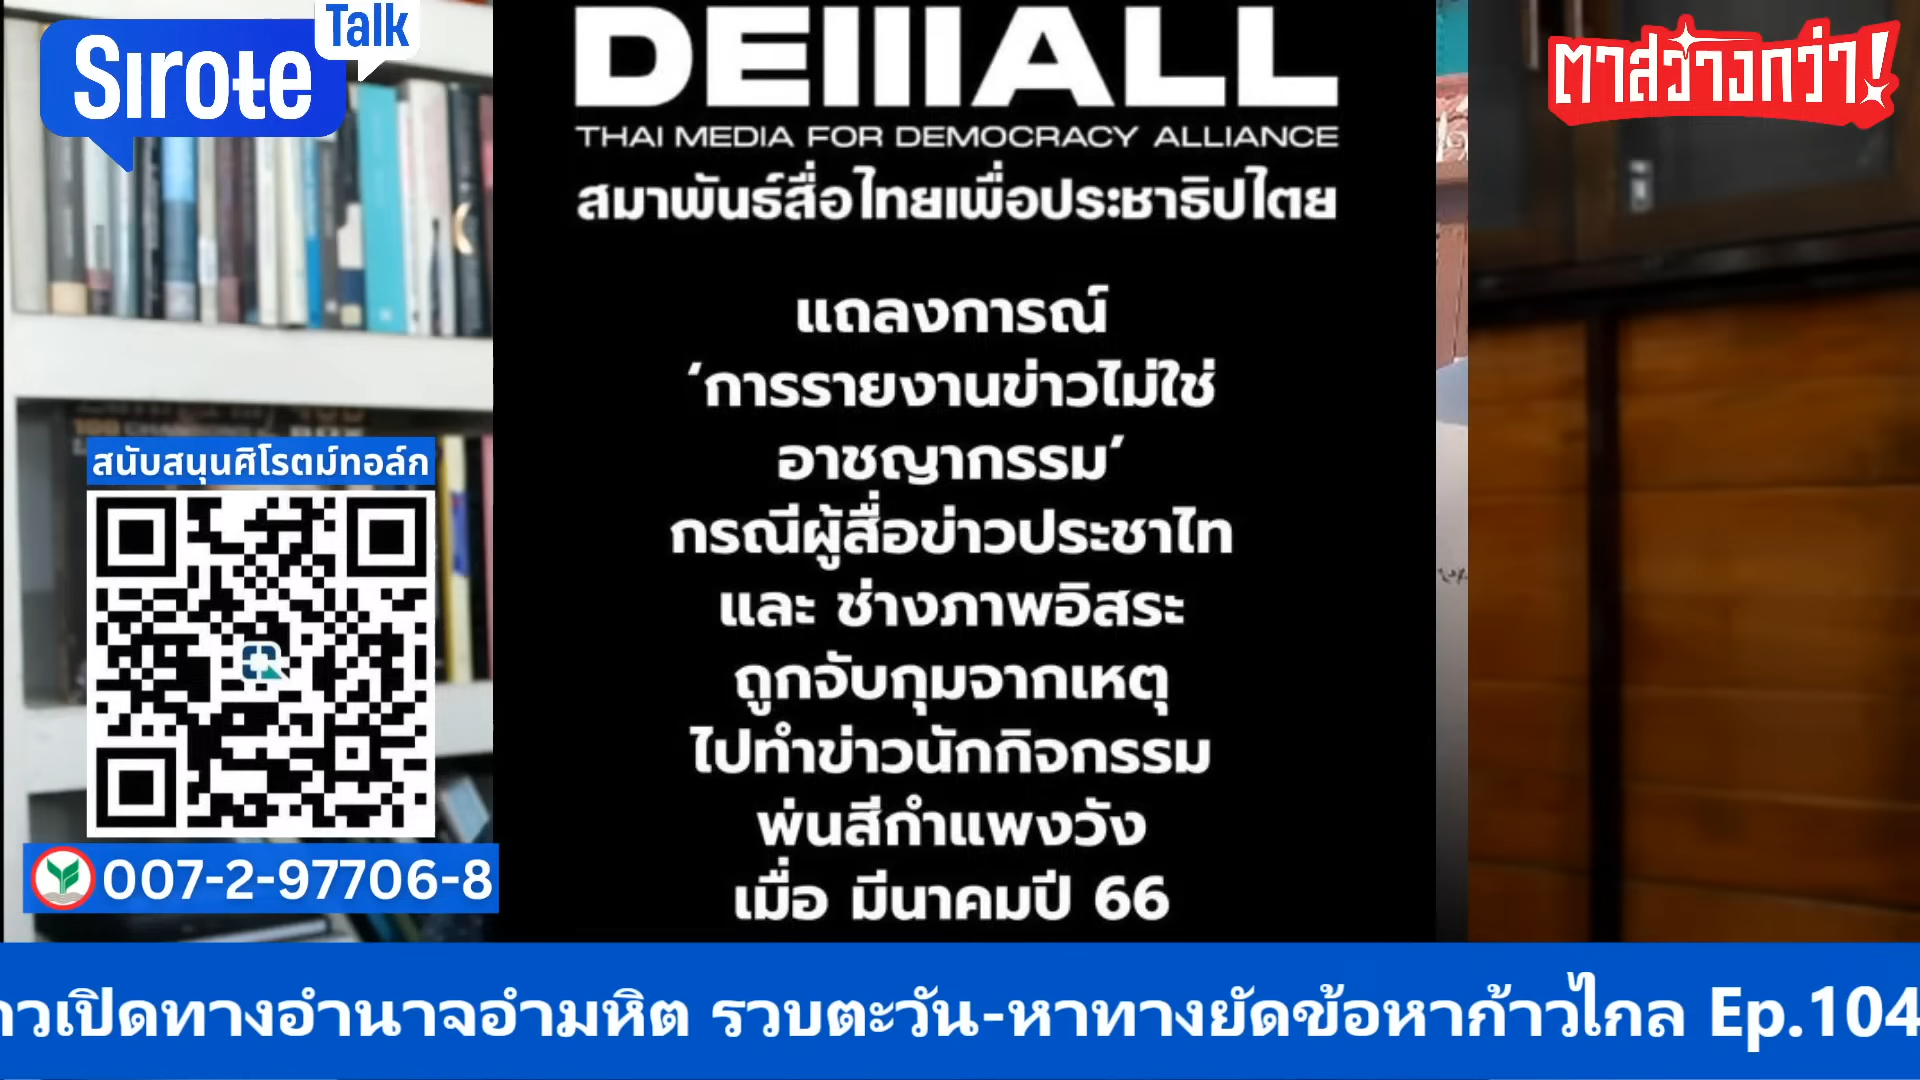 Sirote
Talk
ตาสว่างกว่า!
DEMALL
THAI MEDIA FOR DEMOCRACY ALLIANCE
สมาพันธ์สื่อไทยเพื่อประชาธิปไตย
แถลงการณ์
‘การรายงานข่าวไม่ใช่
อาชญากรรม’
กรณีผู้สื่อข่าวประชาไท
และ ช่างภาพอิสระ
ถูกจับกุมจากเหตุ
ไปทำข่าวนักกิจกรรม
พ่นสีกำแพงวัง
เมื่อ มีนาคมปี 66
สนับสนุนศิโรตม์ทอล์ก
007-2-97706-8
าวเปิดทางอำนาจอำมหิต รวบตะวัน-หาทางยัดข้อหาก้าวไกล Ep.104